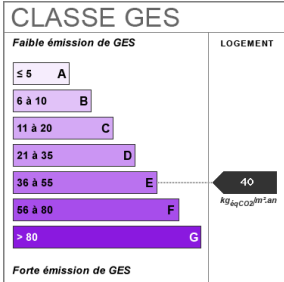 CLASSE GES
Faible émission de GES
LOGEMENT
≤ 5 A
6 à 10 B
11 à 20 C
21 à 35 D
36 à 55 E
40
kgéqCO2/m².an
56 à 80 F
> 80 G
Forte émission de GES